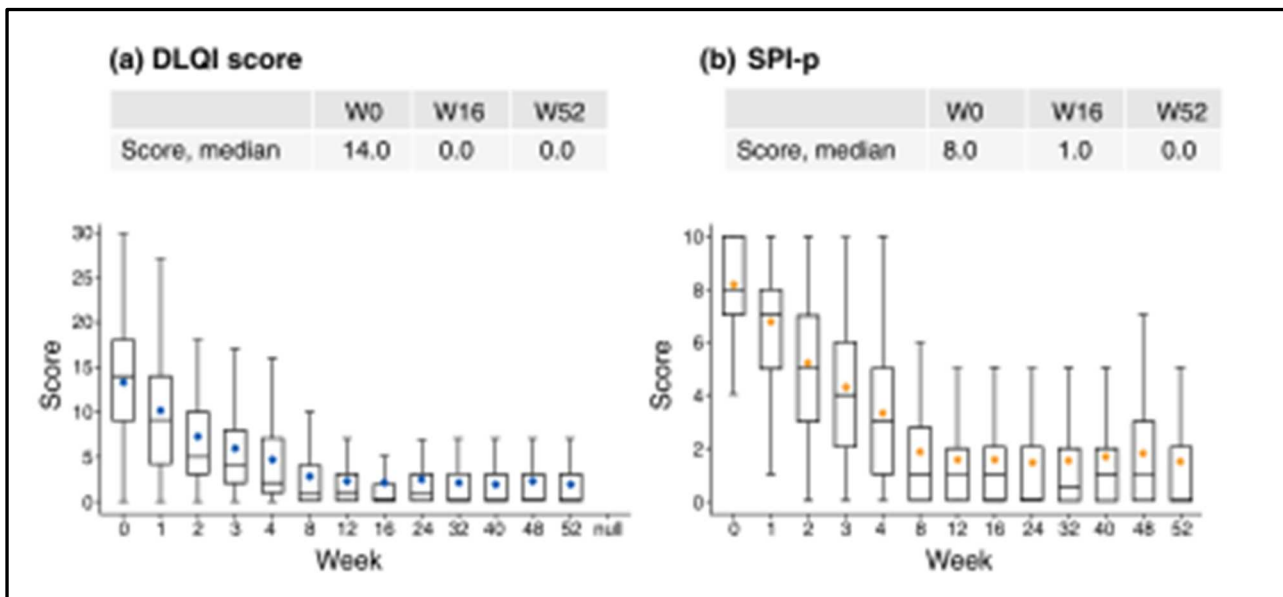 (a) DLQI score
W0 W16 W52
Score, median 14.0 0.0 0.0
30
25
20
15
10
5
0
Score
0 1 2 3 4 8 12 16 24 32 40 48 52 null
Week
(b) SPI-p
W0 W16 W52
Score, median 8.0 1.0 0.0
10
8
6
4
2
0
Score
0 1 2 3 4 8 12 16 24 32 40 48 52
Week